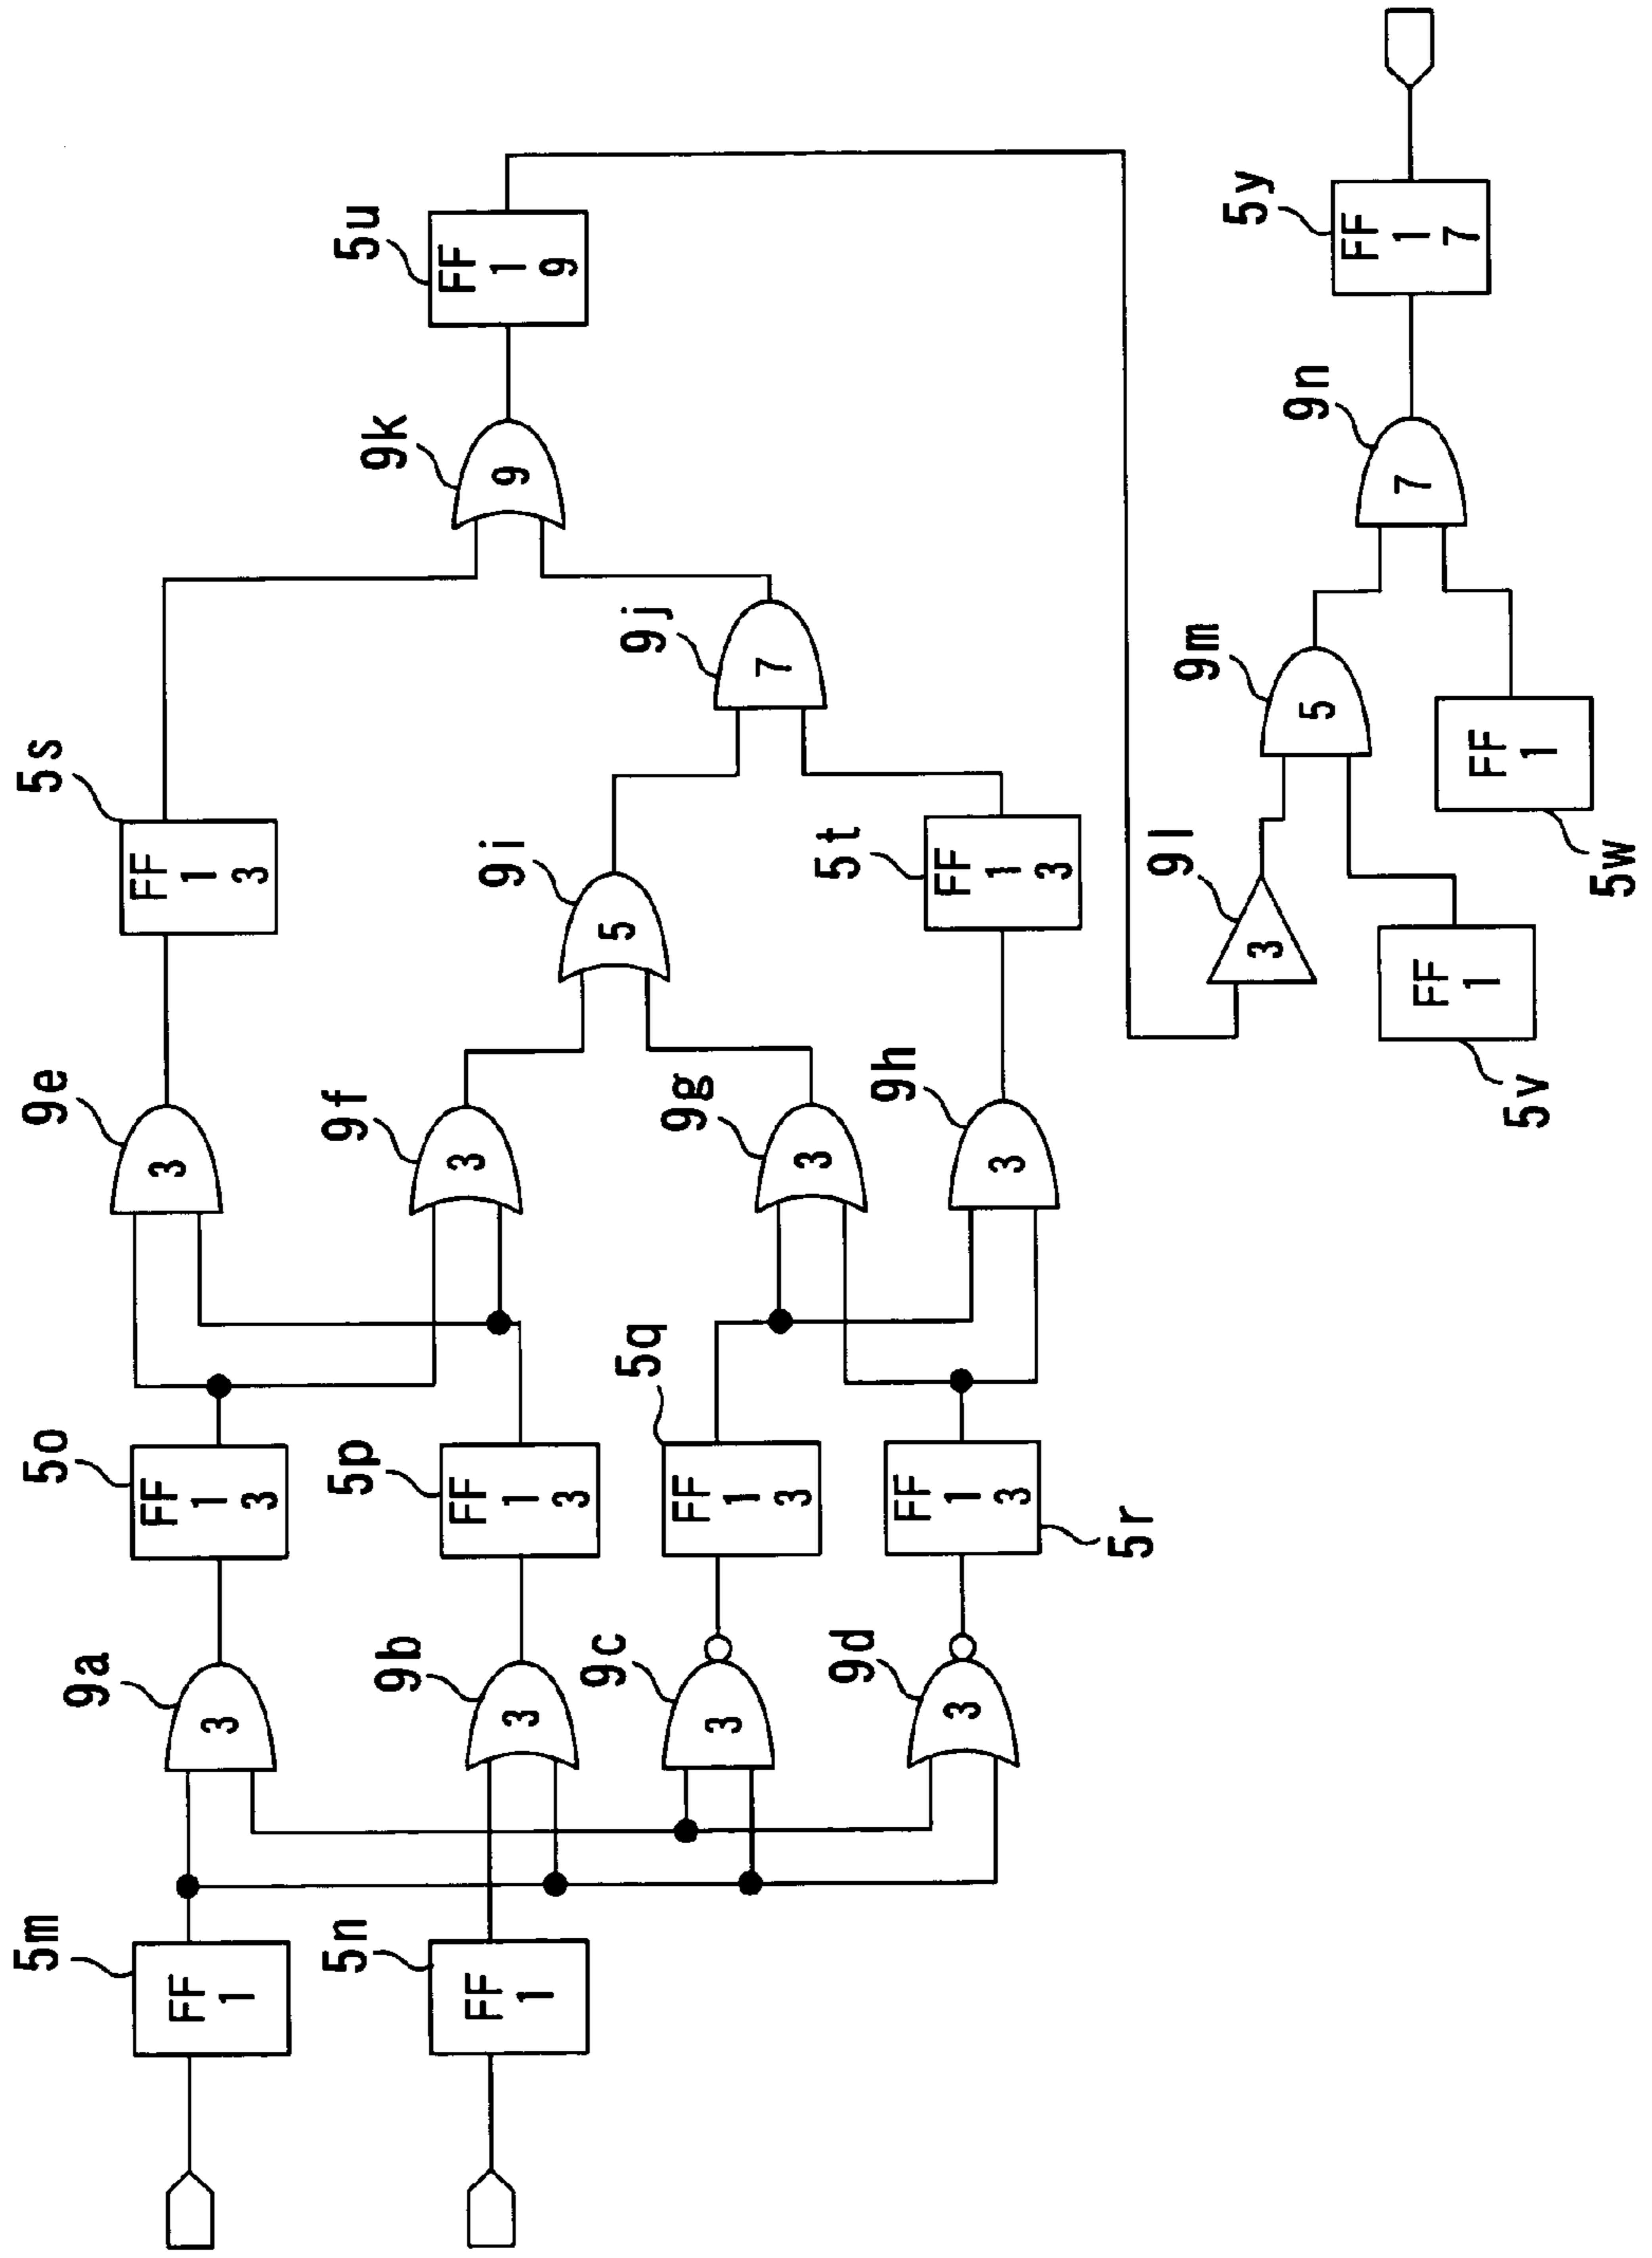 5m
FF
1
5n
FF
1
9a
3
9b
3
9c
3
9d
3
5o
FF
1
3
5p
FF
1
3
5q
FF
1
3
5r
FF
1
3
9e
3
9f
3
9g
3
9h
3
5s
FF
1
3
9i
5
5t
FF
1
3
9j
7
9k
9
5u
FF
1
9
9l
3
5v
FF
1
9m
5
5w
FF
1
9n
7
5y
FF
1
7